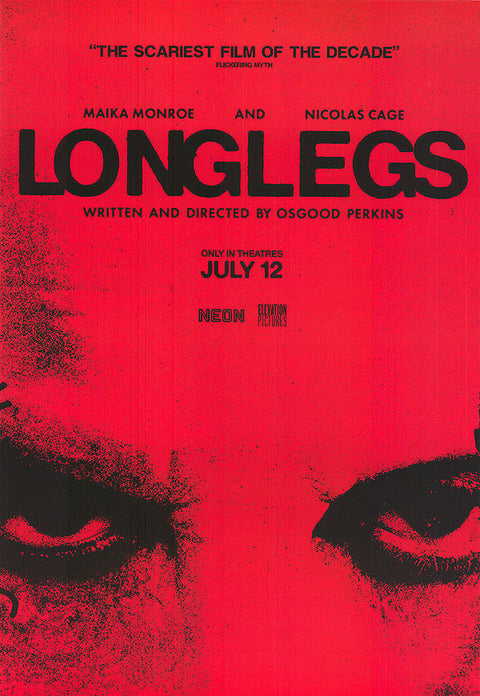 “THE SCARIEST FILM OF THE DECADE”
FLICKERING MYTH
MAIKA MONROE AND NICOLAS CAGE
LONGLEGS
WRITTEN AND DIRECTED BY OSGOOD PERKINS
ONLY IN THEATRES
JULY 12
NEON ELEVATION PICTURES